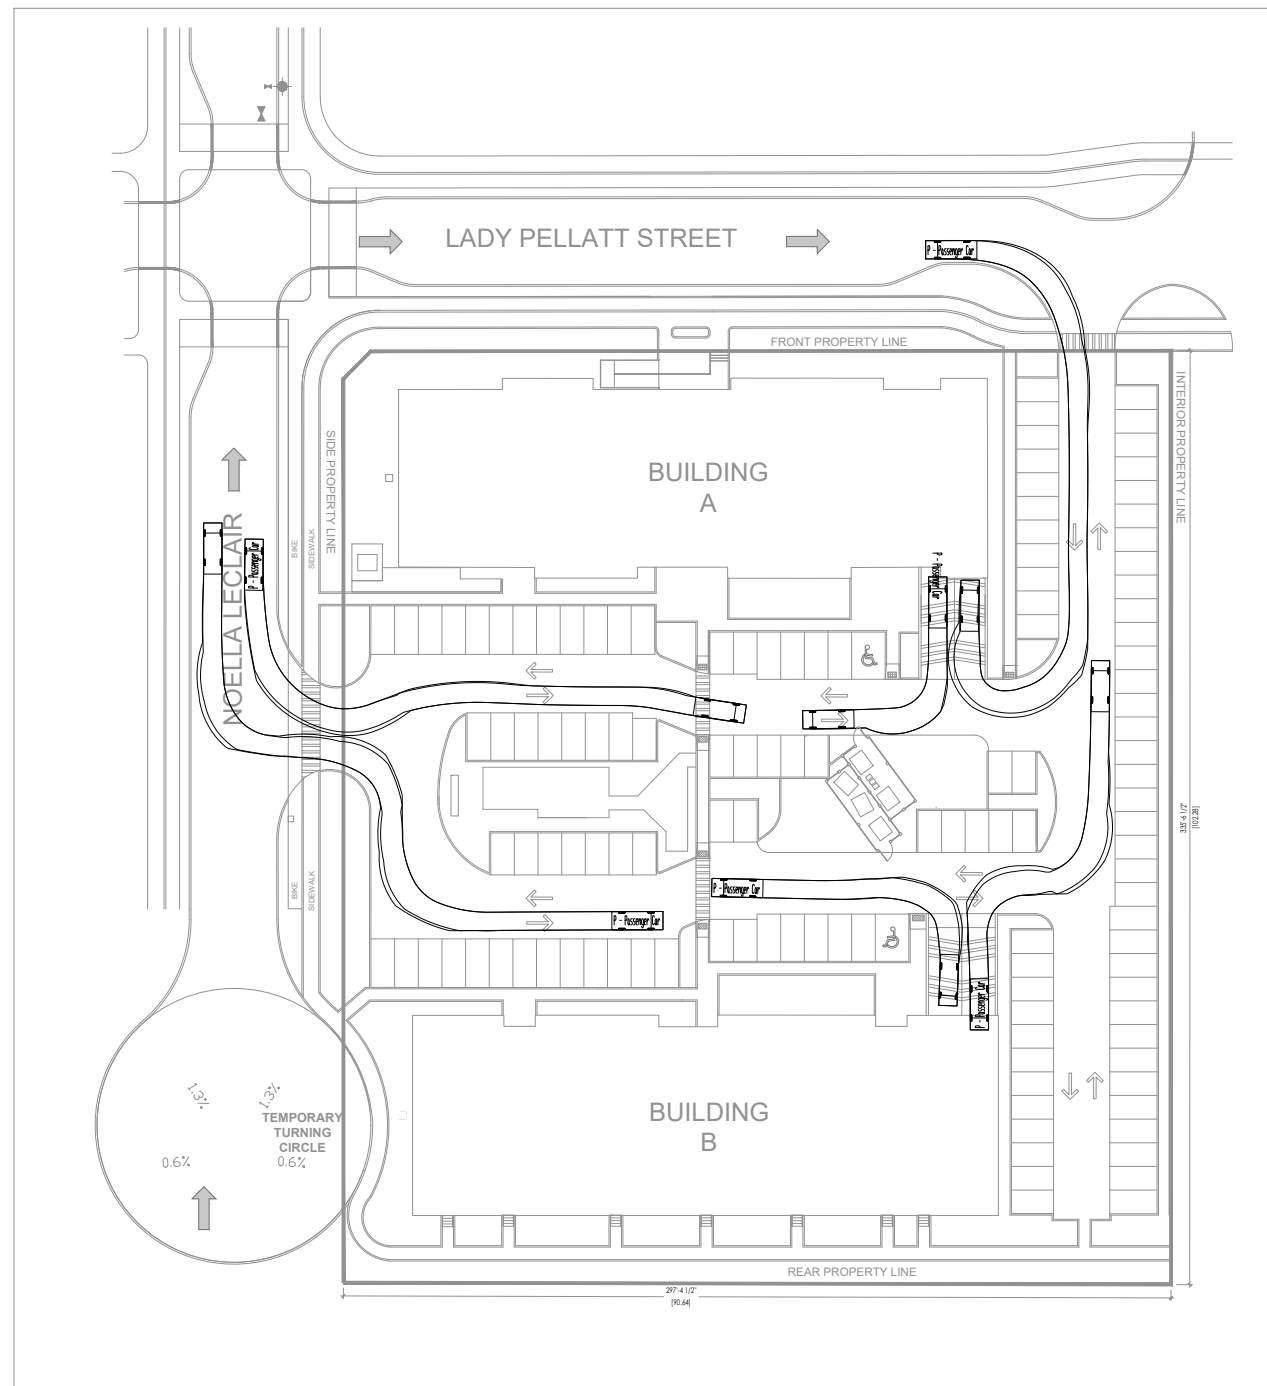 LADY PELLATT STREET
P - Passenger Car
FRONT PROPERTY LINE
INTERIOR PROPERTY LINE
SIDE PROPERTY LINE
BUILDING
A
BIKE
SIDEWALK
NOELLA LECLAIR
P - Passenger Car
P - Passenger
Car
335'-6 1/2"
[102.28]
P - Passenger Car
BIKE
SIDEWALK
P - Passenger Car
P - Passenger Car
BUILDING
B
1.3%
1.3%
TEMPORARY
TURNING
CIRCLE
0.6%
0.6%
REAR PROPERTY LINE
297'-4 1/2"
[90.64]